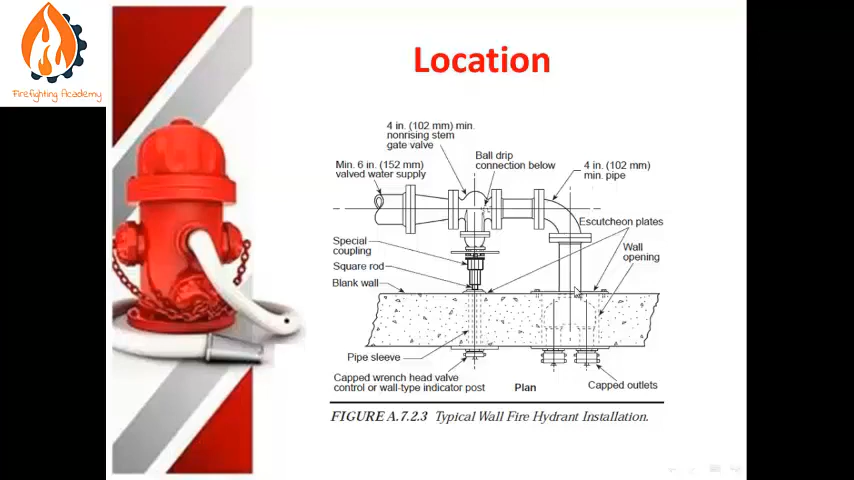 Firefighting Academy
Location
4 in. (102 mm) min.
nonrising stem
gate valve
Ball drip
connection below
Min. 6 in. (152 mm)
valved water supply
4 in. (102 mm)
min. pipe
Escutcheon plates
Wall
opening
Special
coupling
Square rod
Blank wall
Pipe sleeve
Capped wrench head valve
control or wall-type indicator post
Plan
Capped outlets
FIGURE A.7.2.3 Typical Wall Fire Hydrant Installation.